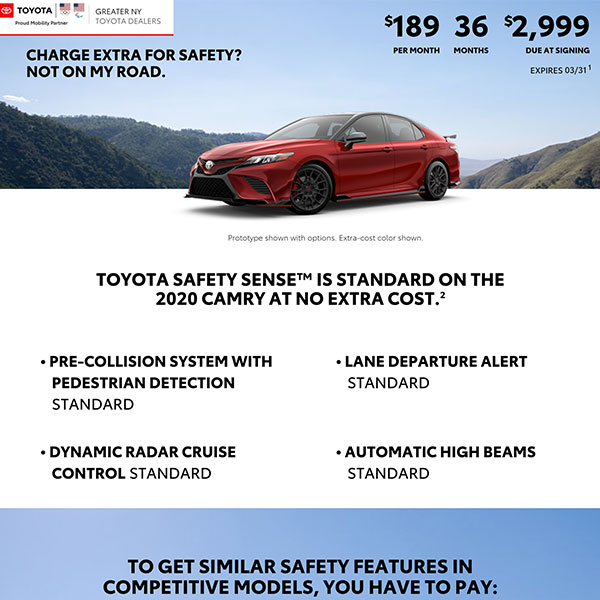 TOYOTA
Proud Mobility Partner
GREATER NY
TOYOTA DEALERS
CHARGE EXTRA FOR SAFETY?
NOT ON MY ROAD.
$189 36 $2,999
PER MONTH MONTHS DUE AT SIGNING
EXPIRES 03/31¹
Prototype shown with options. Extra-cost color shown.
TOYOTA SAFETY SENSE™ IS STANDARD ON THE
2020 CAMRY AT NO EXTRA COST.²
• PRE-COLLISION SYSTEM WITH
PEDESTRIAN DETECTION
STANDARD
• LANE DEPARTURE ALERT
STANDARD
• DYNAMIC RADAR CRUISE
CONTROL STANDARD
• AUTOMATIC HIGH BEAMS
STANDARD
TO GET SIMILAR SAFETY FEATURES IN
COMPETITIVE MODELS, YOU HAVE TO PAY: